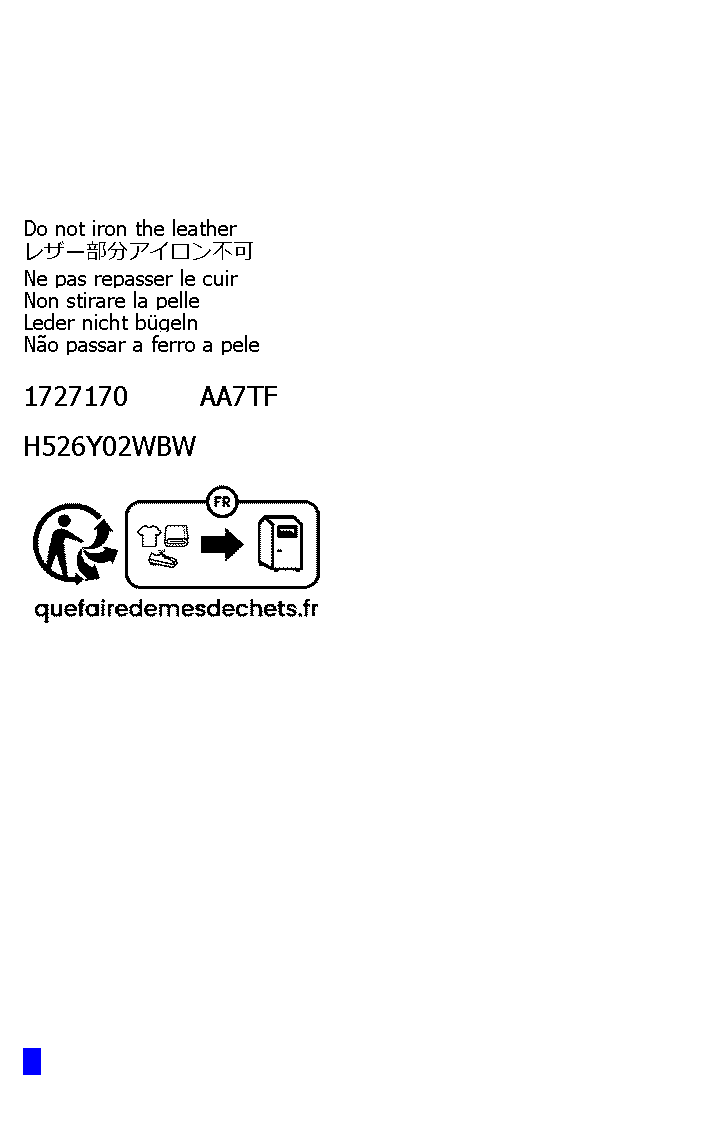 Do not iron the leather
レザー部分アイロン不可
Ne pas repasser le cuir
Non stirare la pelle
Leder nicht bügeln
Não passar a ferro a pele
1727170 AA7TF
H526Y02WBW
FR
quefairedemesdechets.fr